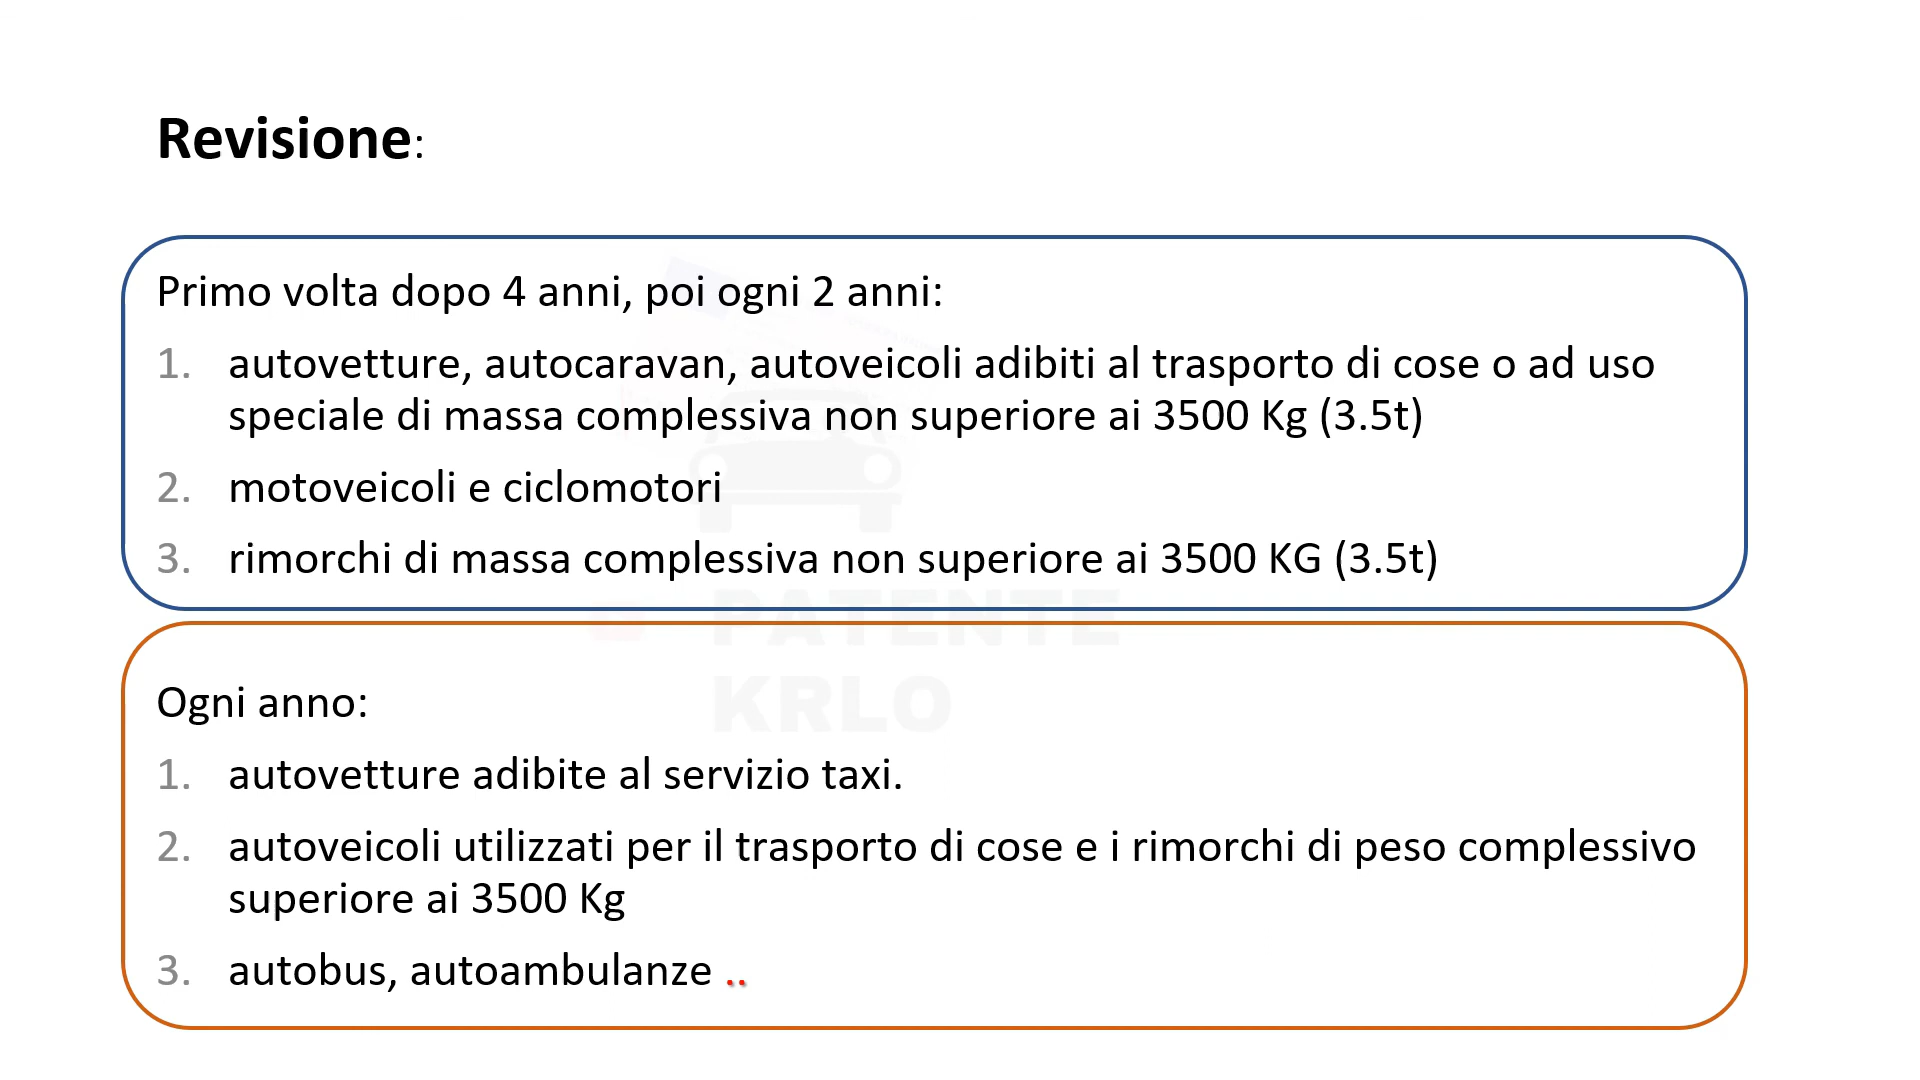 Revisione:
Primo volta dopo 4 anni, poi ogni 2 anni:
1. autovetture, autocaravan, autoveicoli adibiti al trasporto di cose o ad uso
speciale di massa complessiva non superiore ai 3500 Kg (3.5t)
2. motoveicoli e ciclomotori
3. rimorchi di massa complessiva non superiore ai 3500 KG (3.5t)
PATENTE
KRLO
Ogni anno:
1. autovetture adibite al servizio taxi.
2. autoveicoli utilizzati per il trasporto di cose e i rimorchi di peso complessivo
superiore ai 3500 Kg
3. autobus, autoambulanze ..